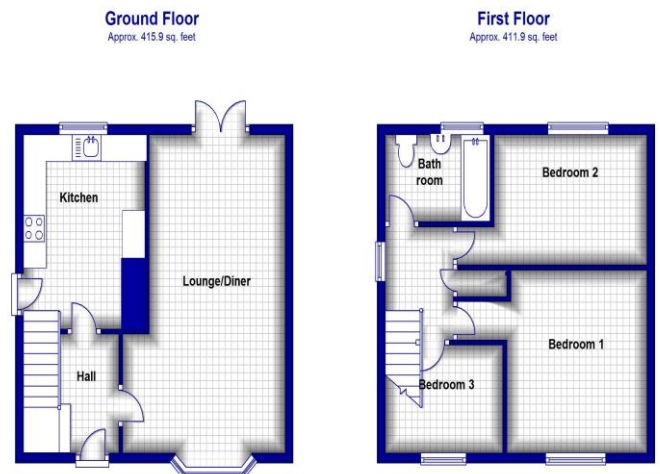 Ground Floor
Approx. 415.9 sq. feet
Kitchen
Lounge/Diner
Hall
First Floor
Approx. 411.9 sq. feet
Bath
room
Bedroom 2
Bedroom 1
Bedroom 3